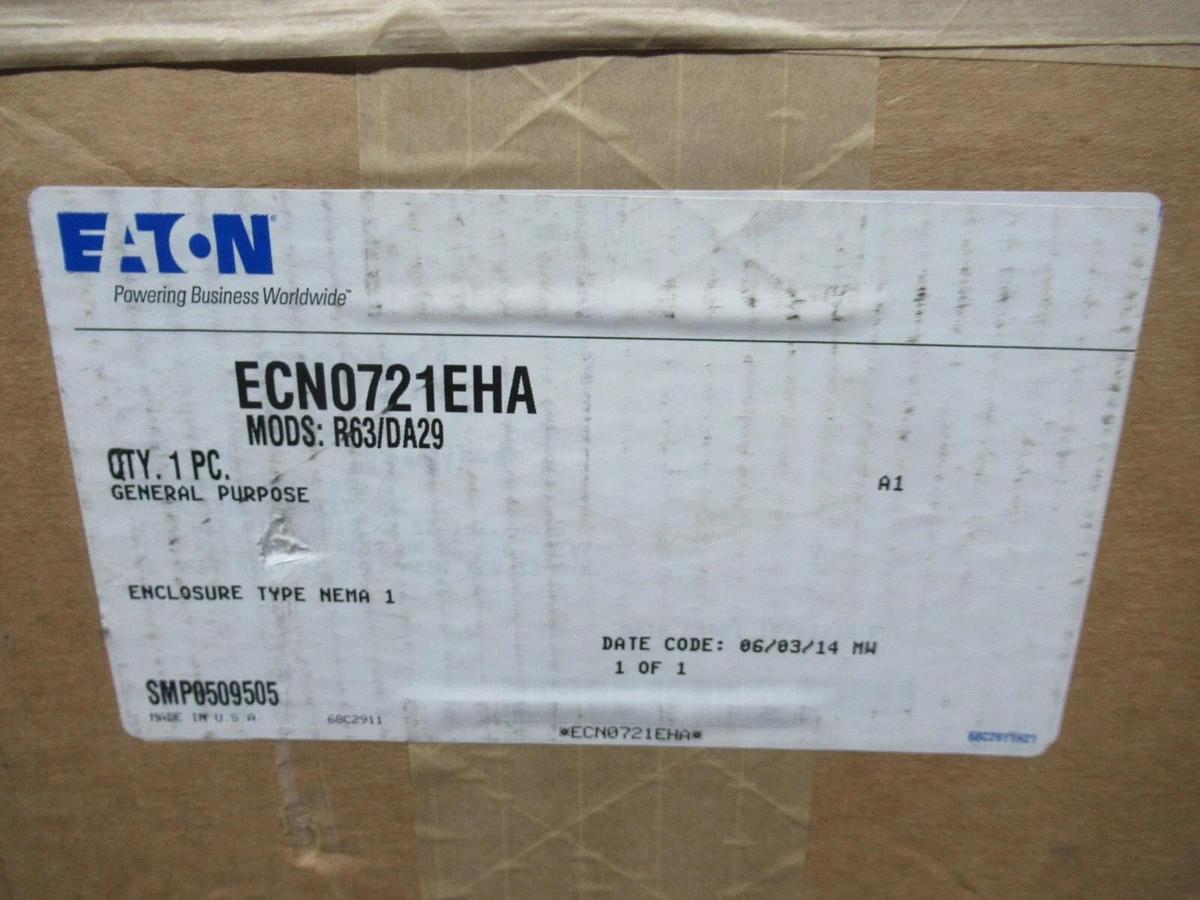 EATON®
Powering Business Worldwide™
ECN0721EHA
MODS: R63/DA29
QTY. 1 PC.
GENERAL PURPOSE
A1
ENCLOSURE TYPE NEMA 1
DATE CODE: 06/03/14 MW
1 OF 1
SMP0509505
MADE IN U.S.A.
68C2911
*ECN0721EHA*